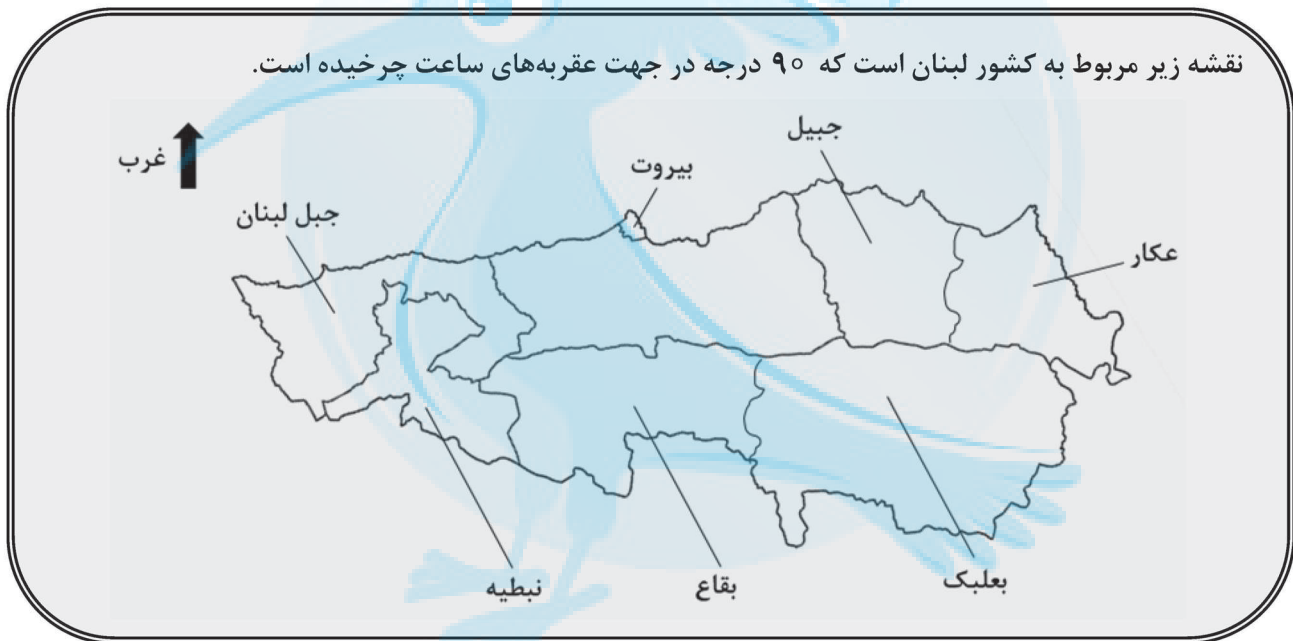 نقشه زیر مربوط به کشور لبنان است که ۹۰ درجه در جهت عقربه‌های ساعت چرخیده است.
جبیل
غرب
بیروت
جبل لبنان
عکار
نبطیه
بقاع
بعلبک